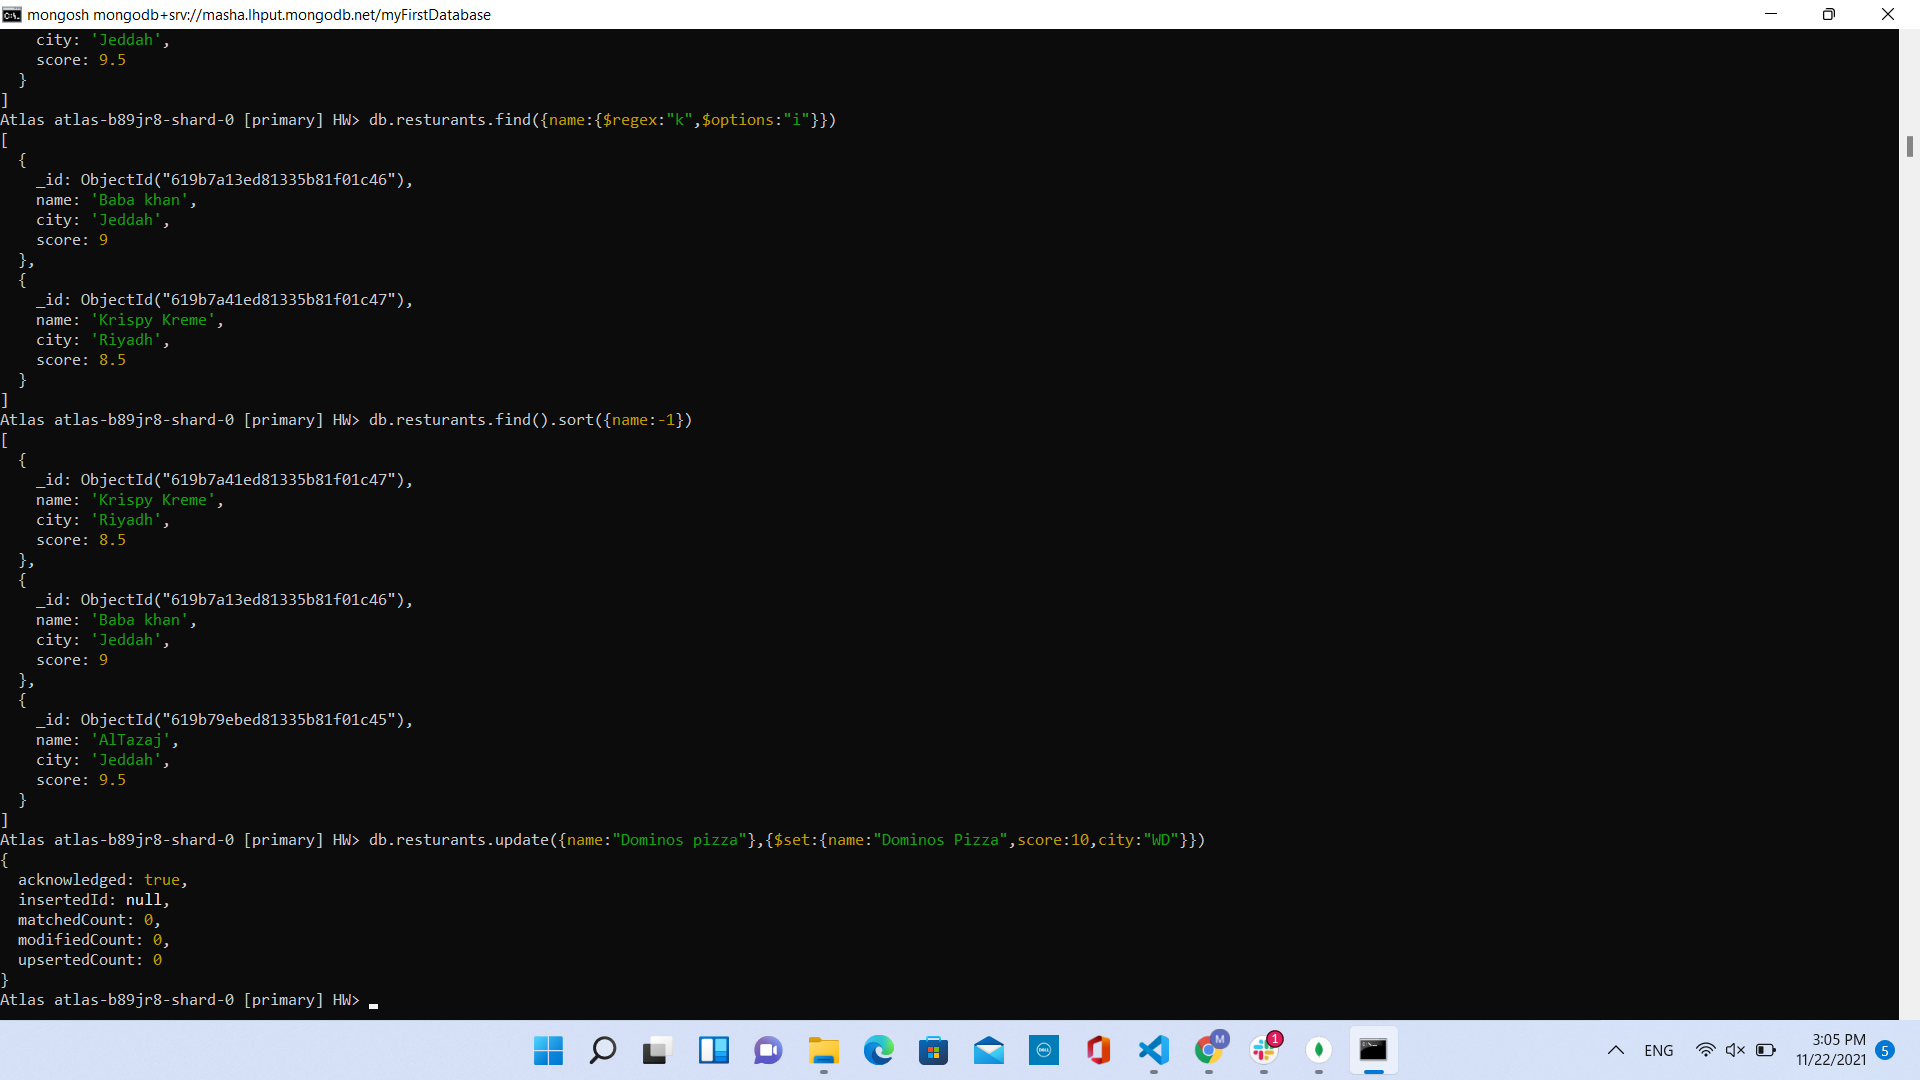 mongosh mongodb+srv://masha.lhput.mongodb.net/myFirstDatabase
    city: 'Jeddah',
    score: 9.5
  }
]
Atlas atlas-b89jr8-shard-0 [primary] HW> db.resturants.find({name:{$regex:"k",$options:"i"}})
[
  {
    _id: ObjectId("619b7a13ed81335b81f01c46"),
    name: 'Baba khan',
    city: 'Jeddah',
    score: 9
  },
  {
    _id: ObjectId("619b7a41ed81335b81f01c47"),
    name: 'Krispy Kreme',
    city: 'Riyadh',
    score: 8.5
  }
]
Atlas atlas-b89jr8-shard-0 [primary] HW> db.resturants.find().sort({name:-1})
[
  {
    _id: ObjectId("619b7a41ed81335b81f01c47"),
    name: 'Krispy Kreme',
    city: 'Riyadh',
    score: 8.5
  },
  {
    _id: ObjectId("619b7a13ed81335b81f01c46"),
    name: 'Baba khan',
    city: 'Jeddah',
    score: 9
  },
  {
    _id: ObjectId("619b79ebed81335b81f01c45"),
    name: 'AlTazaj',
    city: 'Jeddah',
    score: 9.5
  }
]
Atlas atlas-b89jr8-shard-0 [primary] HW> db.resturants.update({name:"Dominos pizza"},{$set:{name:"Dominos Pizza",score:10,city:"WD"}})
{
  acknowledged: true,
  insertedId: null,
  matchedCount: 0,
  modifiedCount: 0,
  upsertedCount: 0
}
Atlas atlas-b89jr8-shard-0 [primary] HW>
DELL
M
1
ENG
3:05 PM
11/22/2021
5